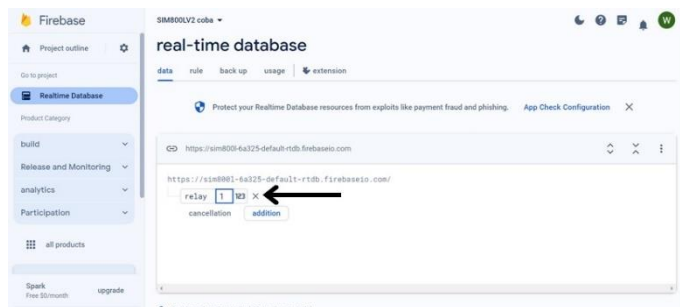 Firebase
SIM800LV2 coba
W
Project outline
real-time database
data rule back up usage extension
Go to project
Realtime Database
Protect your Realtime Database resources from exploits like payment fraud and phishing. App Check Configuration
Product Category
build
https://sim800l-6a325-default-rtdb.firebaseio.com
Release and Monitoring
https://sim800l-6a325-default-rtdb.firebaseio.com/
analytics
relay 1 123
Participation
cancellation addition
all products
Spark
Free $0/month
upgrade